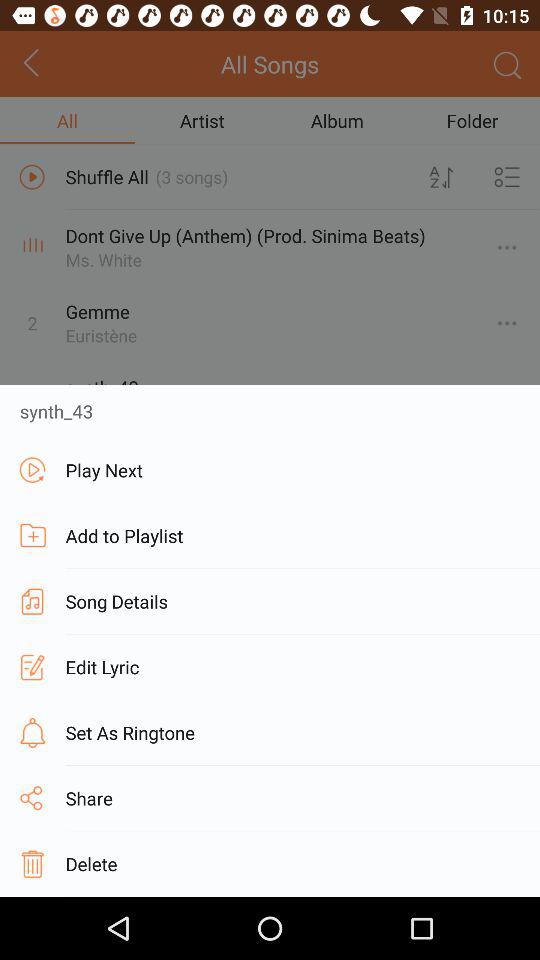 10:15
All Songs
All Artist Album Folder
Shuffle All (3 songs)
Dont Give Up (Anthem) (Prod. Sinima Beats)
Ms. White
2 Gemme
Euristène
synth_43
Play Next
Add to Playlist
Song Details
Edit Lyric
Set As Ringtone
Share
Delete